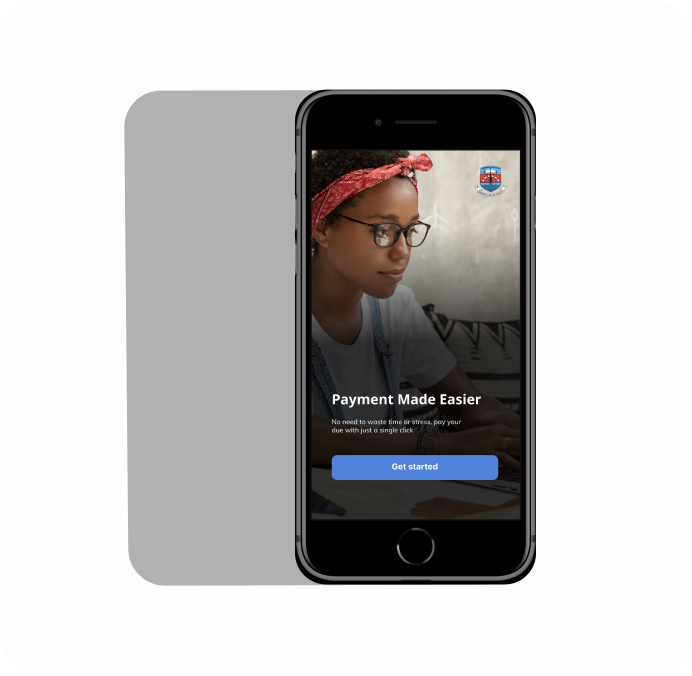 Payment Made Easier
No need to waste time or stress, pay your
due with just a single click
Get started